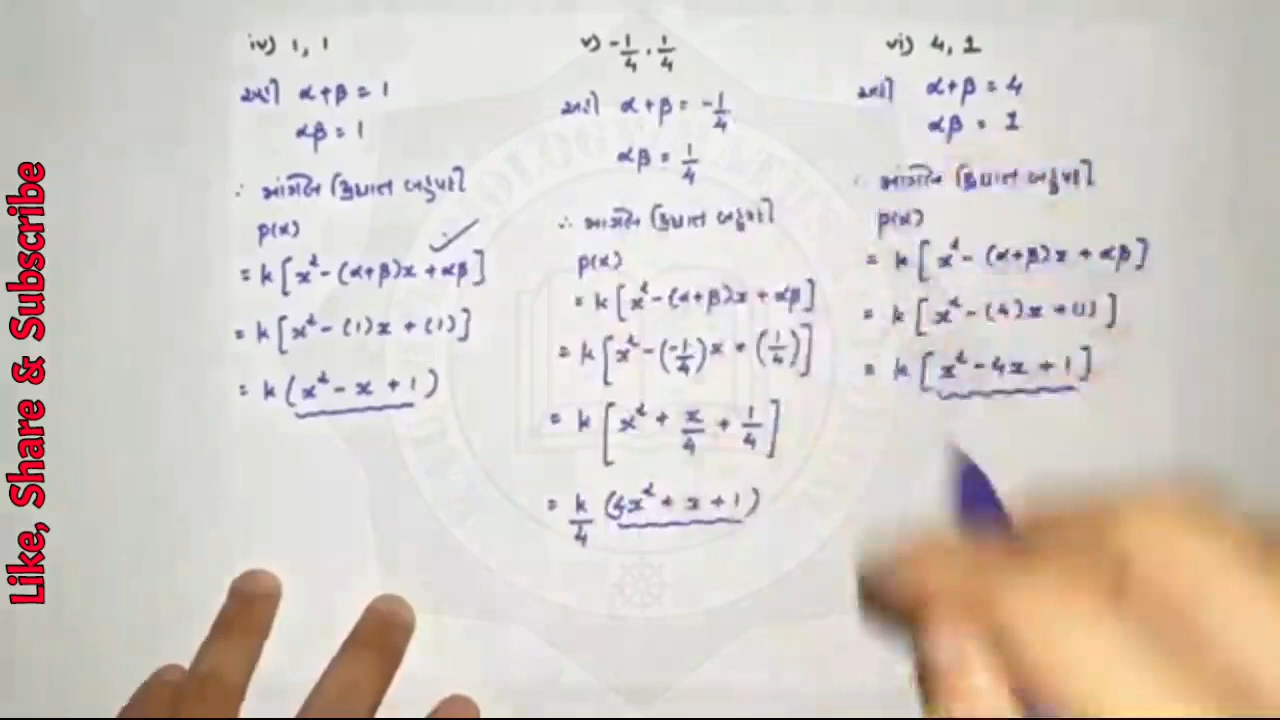 iv) 1, 1
અહીં α+β = 1
αβ = 1
∴ માંગેલ દ્વિઘાત બહુપદી
p(x)
= k [x² - (α+β)x + αβ]
= k [x² - (1)x + (1)]
= k (x² - x + 1)
v) -1/4, 1/4
અહીં α+β = -1/4
αβ = 1/4
∴ માંગેલ દ્વિઘાત બહુપદી
p(x)
= k [x² - (α+β)x + αβ]
= k [x² - (-1/4)x + (1/4)]
= k [x² + x/4 + 1/4]
= k/4 (4x² + x + 1)
vi) 4, 1
અહીં α+β = 4
αβ = 1
∴ માંગેલ દ્વિઘાત બહુપદી
p(x)
= k [x² - (α+β)x + αβ]
= k [x² - (4)x + (1)]
= k [x² - 4x + 1]
Like, Share & Subscribe